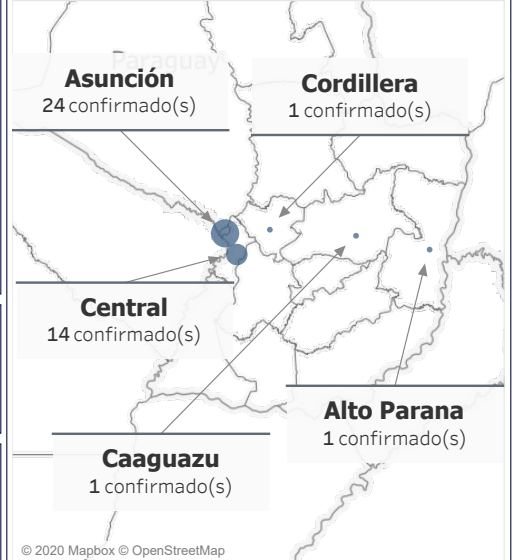 Paraguay
Asunción
24 confirmado(s)
Cordillera
1 confirmado(s)
Central
14 confirmado(s)
Alto Parana
1 confirmado(s)
Caaguazu
1 confirmado(s)
© 2020 Mapbox © OpenStreetMap